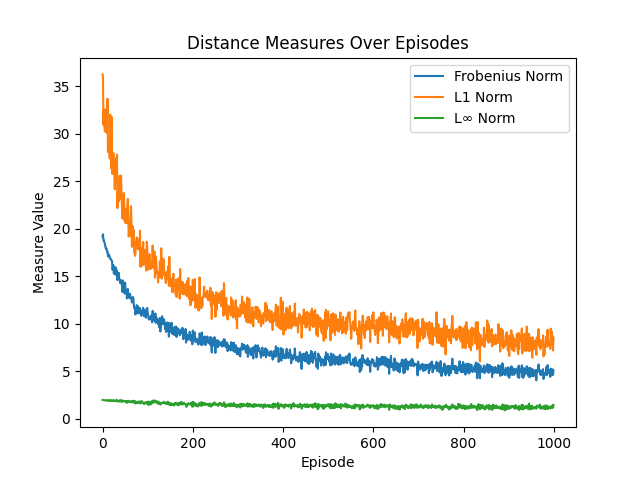 Distance Measures Over Episodes
Frobenius Norm
L1 Norm
L∞ Norm
Measure Value
35
30
25
20
15
10
5
0
0 200 400 600 800 1000
Episode